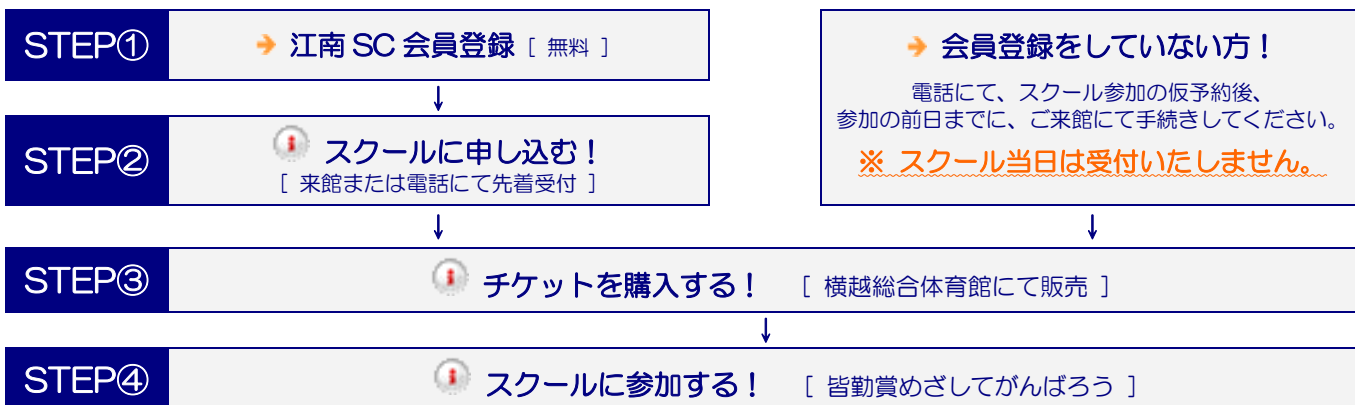 STEP①
江南 SC 会員登録 [ 無料 ]
↓
STEP②
スクールに申し込む！
[ 来館または電話にて先着受付 ]
↓
会員登録をしていない方！
電話にて、スクール参加の仮予約後、
参加の前日までに、ご来館にて手続きしてください。
※ スクール当日は受付いたしません。
↓
STEP③
チケットを購入する！ [ 横越総合体育館にて販売 ]
↓
STEP④
スクールに参加する！ [ 皆勤賞めざしてがんばろう ]